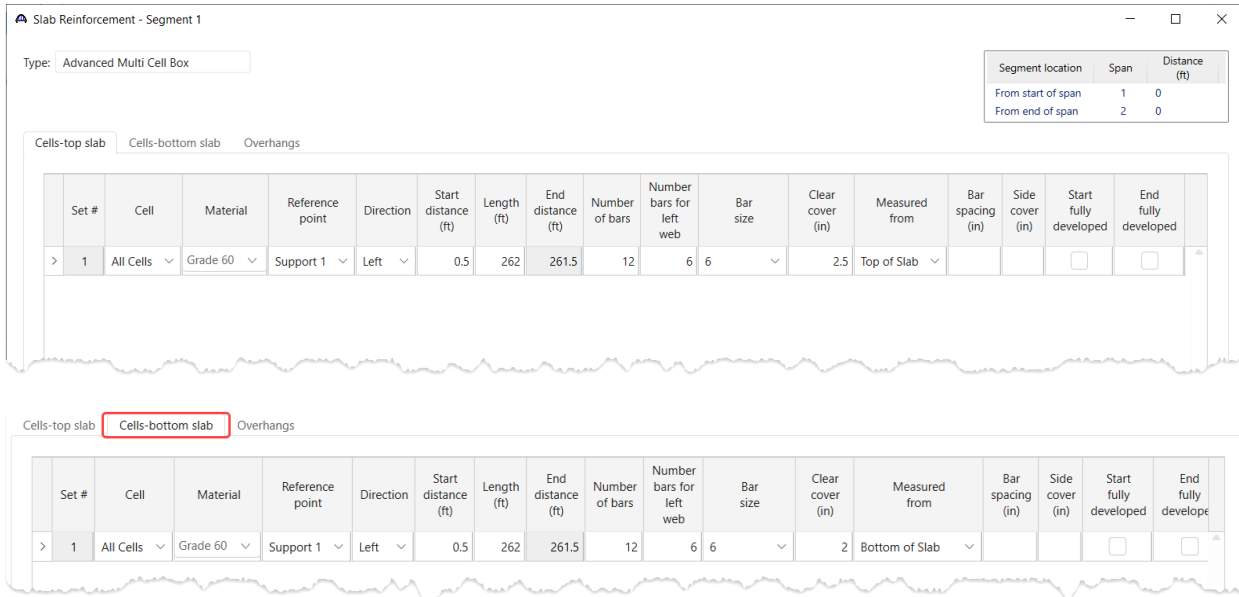 Slab Reinforcement - Segment 1
Type: Advanced Multi Cell Box
Segment location Span Distance (ft)
From start of span 1 0
From end of span 2 0
Cells-top slab Cells-bottom slab Overhangs
Set # Cell Material Reference point Direction Start distance (ft) Length (ft) End distance (ft) Number of bars Number bars for left web Bar size Clear cover (in) Measured from Bar spacing (in) Side cover (in) Start fully developed End fully developed
1 All Cells Grade 60 Support 1 Left 0.5 262 261.5 12 6 6 2.5 Top of Slab
Cells-top slab Cells-bottom slab Overhangs
Set # Cell Material Reference point Direction Start distance (ft) Length (ft) End distance (ft) Number of bars Number bars for left web Bar size Clear cover (in) Measured from Bar spacing (in) Side cover (in) Start fully developed End fully develope
1 All Cells Grade 60 Support 1 Left 0.5 262 261.5 12 6 6 2 Bottom of Slab